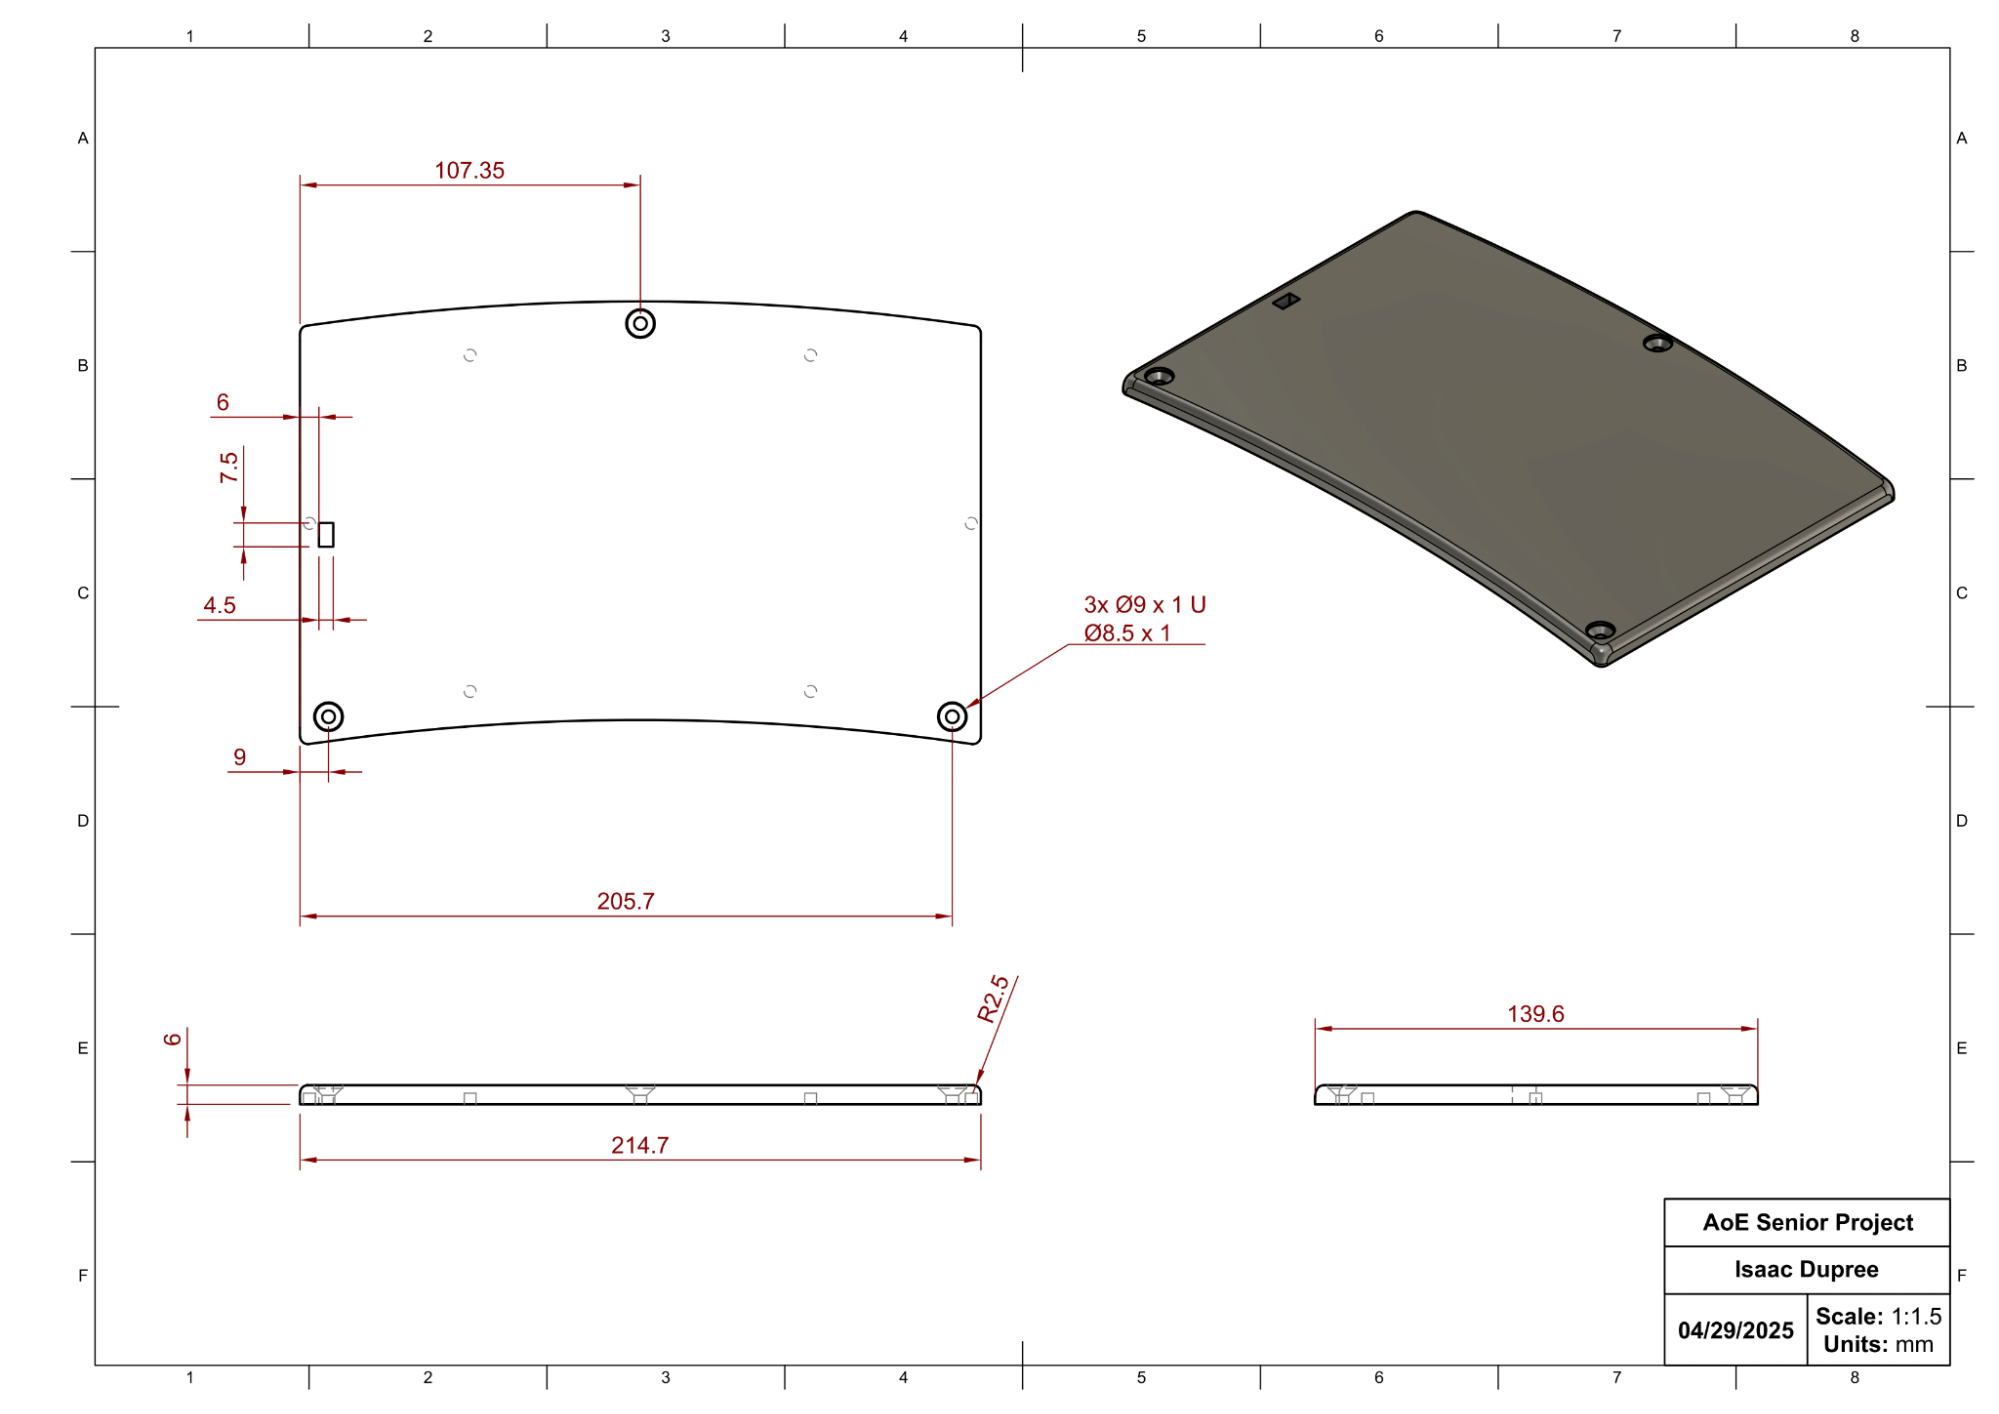 1 2 3 4 5 6 7 8
A A
107.35
B B
6
7.5
C C
4.5
3x Ø9 x 1 U
Ø8.5 x 1
9
D D
205.7
R2.5
139.6
6
E E
214.7
AoE Senior Project
Isaac Dupree
F F
04/29/2025
Scale: 1:1.5
Units: mm
1 2 3 4 5 6 7 8